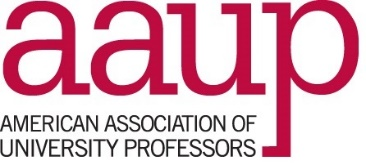 aaup
AMERICAN ASSOCIATION OF
UNIVERSITY PROFESSORS